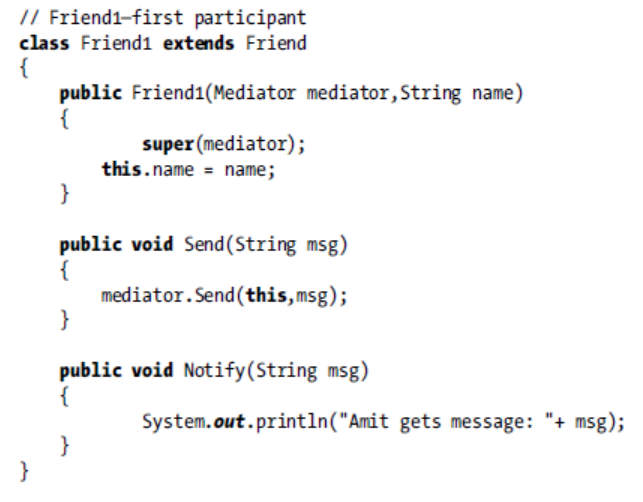 // Friend1–first participant
class Friend1 extends Friend
{
public Friend1(Mediator mediator,String name)
{
super(mediator);
this.name = name;
}
public void Send(String msg)
{
mediator.Send(this,msg);
}
public void Notify(String msg)
{
System.out.println("Amit gets message: "+ msg);
}
}